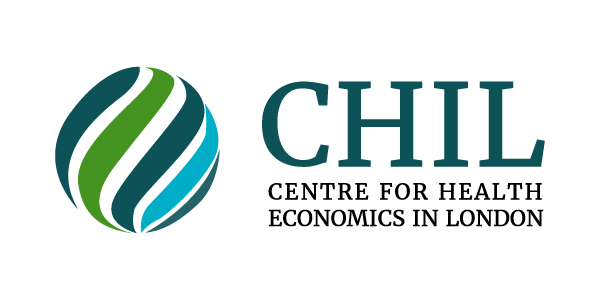 CHIL
CENTRE FOR HEALTH
ECONOMICS IN LONDON